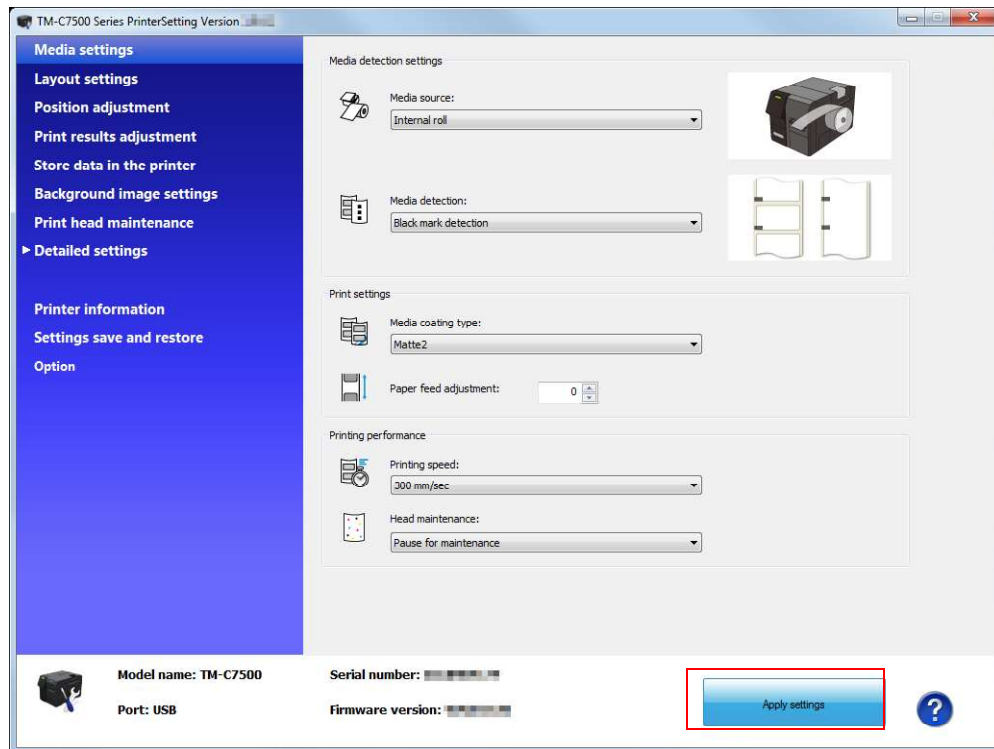 TM-C7500 Series PrinterSetting Version
Media settings
Layout settings
Position adjustment
Print results adjustment
Store data in the printer
Background image settings
Print head maintenance
Detailed settings
Printer information
Settings save and restore
Option
Media detection settings
Media source:
Internal roll
Media detection:
Black mark detection
Print settings
Media coating type:
Matte2
Paper feed adjustment:
0
Printing performance
Printing speed:
300 mm/sec
Head maintenance:
Pause for maintenance
Model name: TM-C7500
Port: USB
Serial number:
Firmware version:
Apply settings
?